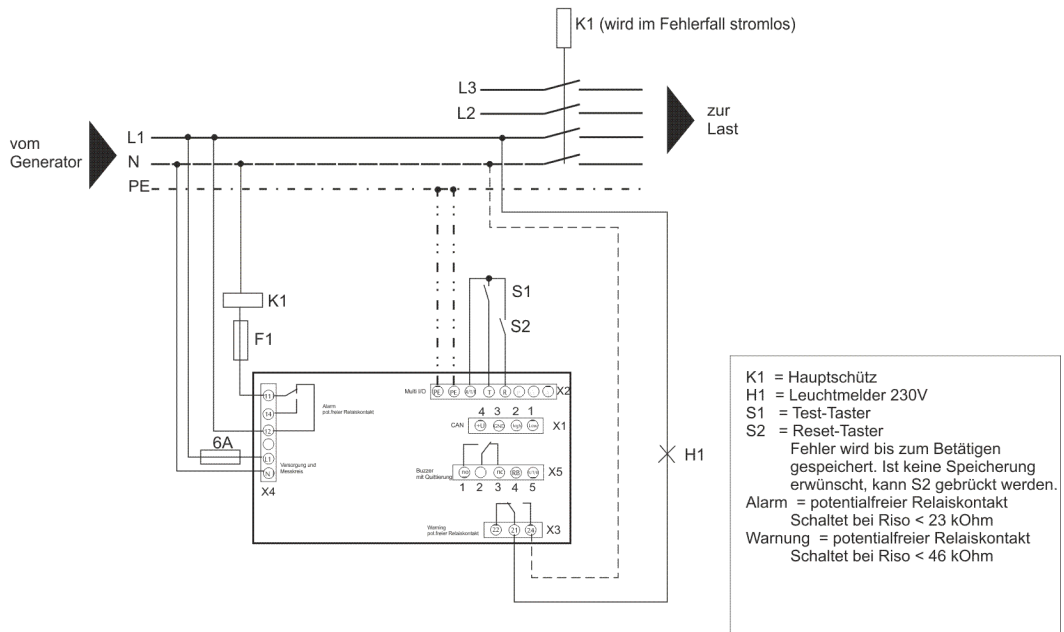 K1 (wird im Fehlerfall stromlos)
L3
L2
zur
Last
vom
Generator
L1
N
PE
K1
F1
S1
S2
Multi I/O
PE
PE
T
R
X2
11
14
12
L1
N
X4
6A
Alarm
pot.freier Relaiskontakt
Versorgung und
Messkreis
4 3 2 1
CAN
+U
GND
X1
Buzzer
mit Quittierung
no
nc
X5
1 2 3 4 5
Warning
pot.freier Relaiskontakt
22
21
24
X3
H1
K1 = Hauptschütz
H1 = Leuchtmelder 230V
S1 = Test-Taster
S2 = Reset-Taster
Fehler wird bis zum Betätigen
gespeichert. Ist keine Speicherung
erwünscht, kann S2 gebrückt werden.
Alarm = potentialfreier Relaiskontakt
Schaltet bei Riso < 23 kOhm
Warnung = potentialfreier Relaiskontakt
Schaltet bei Riso < 46 kOhm